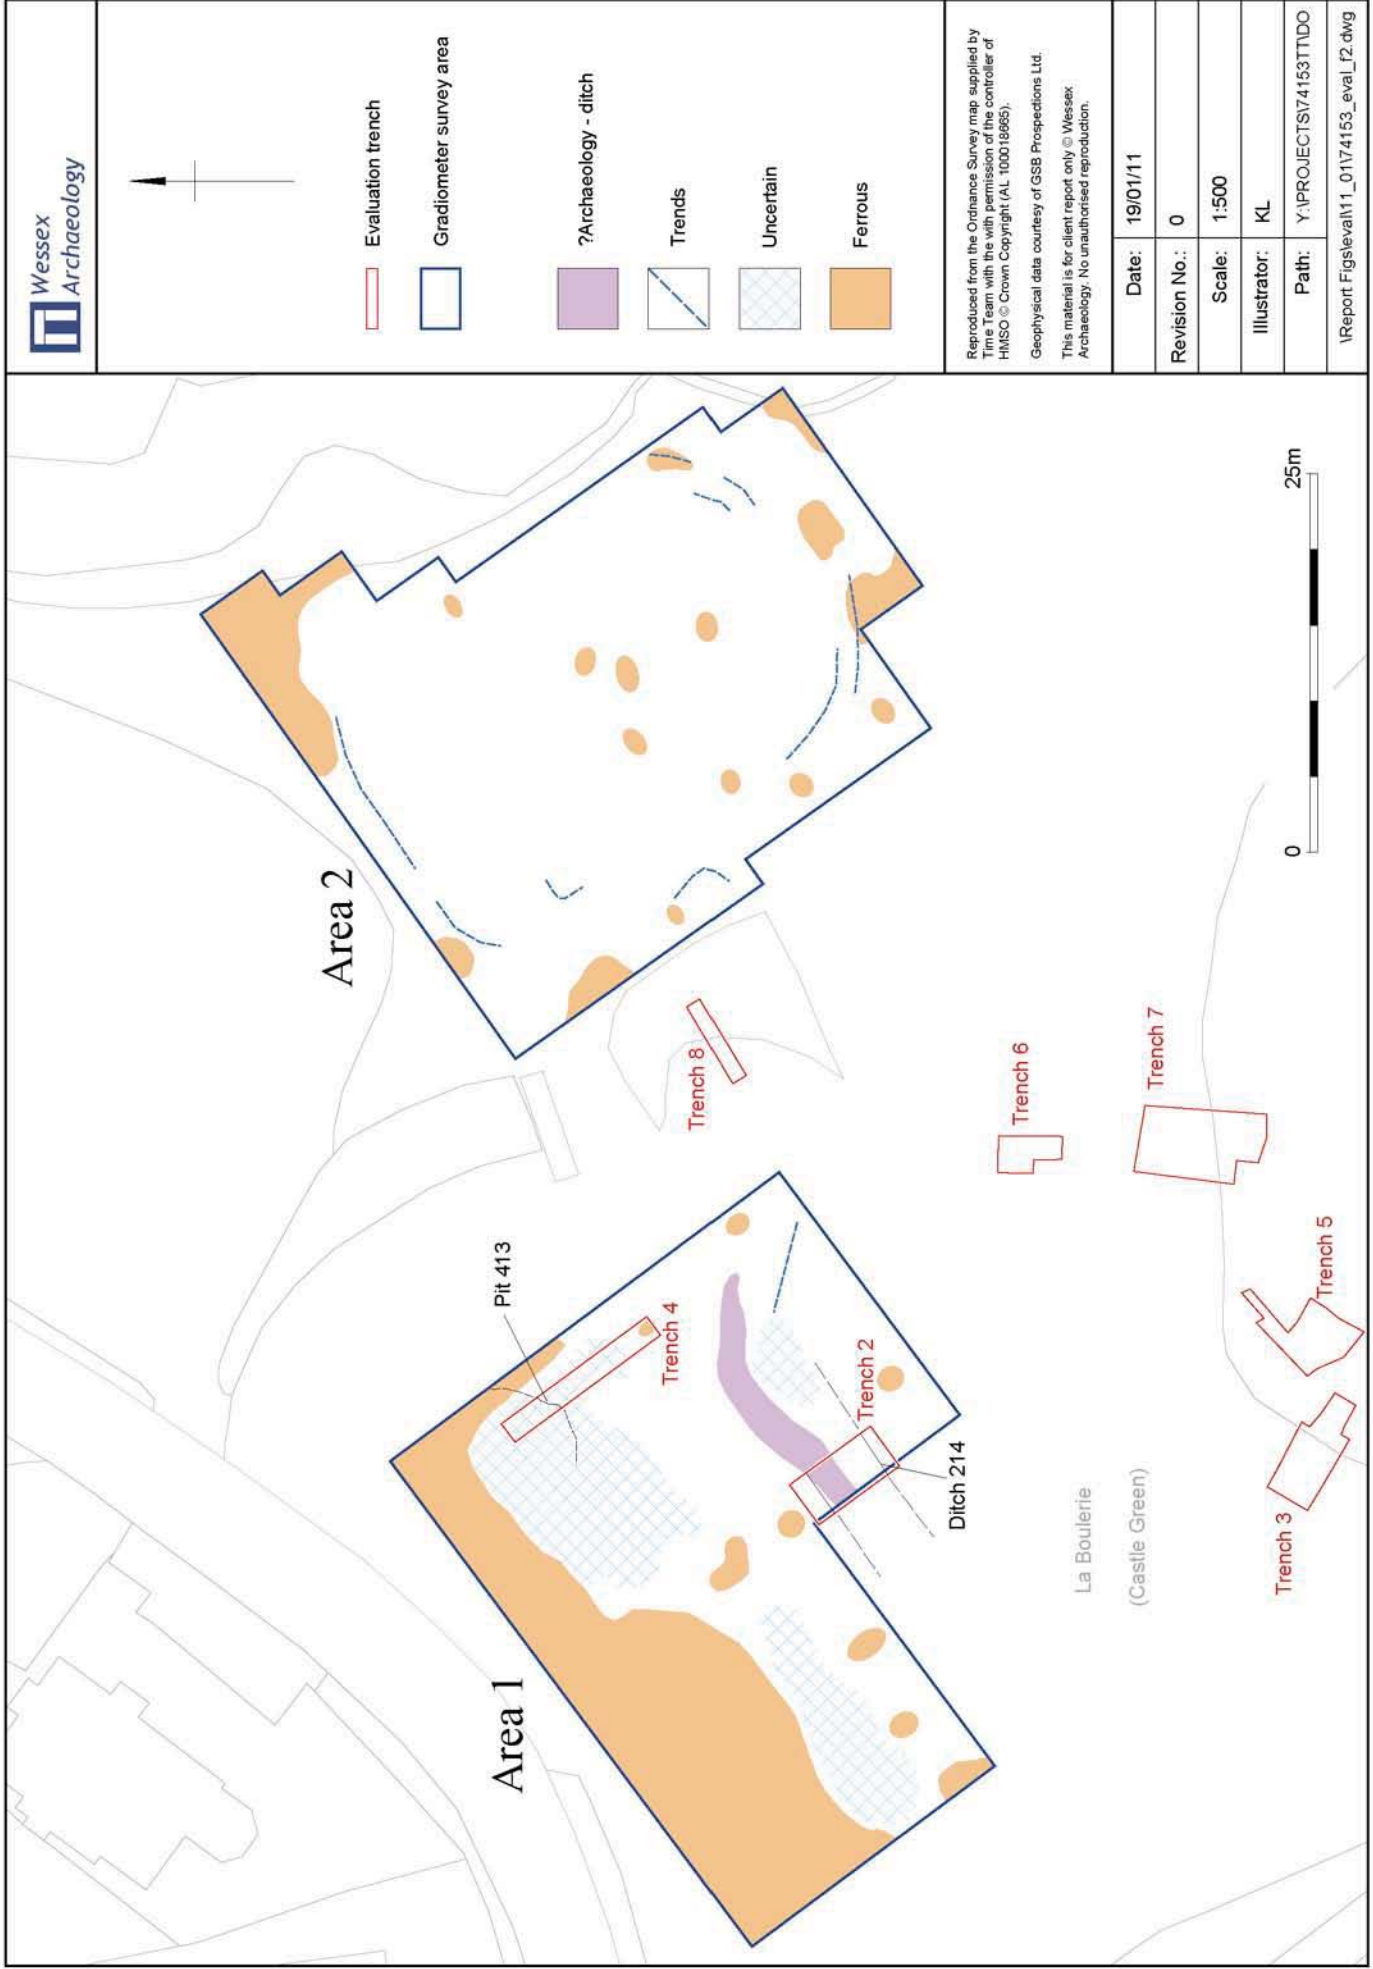 Wessex
Archaeology
Evaluation trench
Gradiometer survey area
?Archaeology - ditch
Trends
Uncertain
Ferrous
Reproduced from the Ordnance Survey map supplied by
Time Team with the with permission of the controller of
HMSO © Crown Copyright (AL 100018665).
Geophysical data courtesy of GSB Prospections Ltd.
This material is for client report only © Wessex
Archaeology. No unauthorised reproduction.
Date: 19/01/11
Revision No.: 0
Scale: 1:500
Illustrator: KL
Path: Y:\PROJECTS\74153TT\DO
\Report Figs\eval\11_01\74153_eval_f2.dwg
Area 1
Area 2
Pit 413
Trench 4
Trench 8
Trench 2
Ditch 214
Trench 6
Trench 7
Trench 5
Trench 3
La Boulerie
(Castle Green)
0 25m